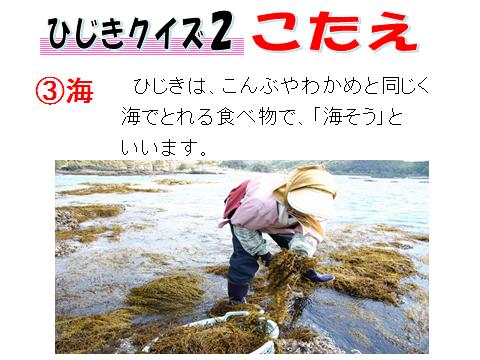 ひじきクイズ2 こたえ
③海 ひじきは、こんぶやわかめと同じく
海でとれる食べ物で、「海そう」と
いいます。